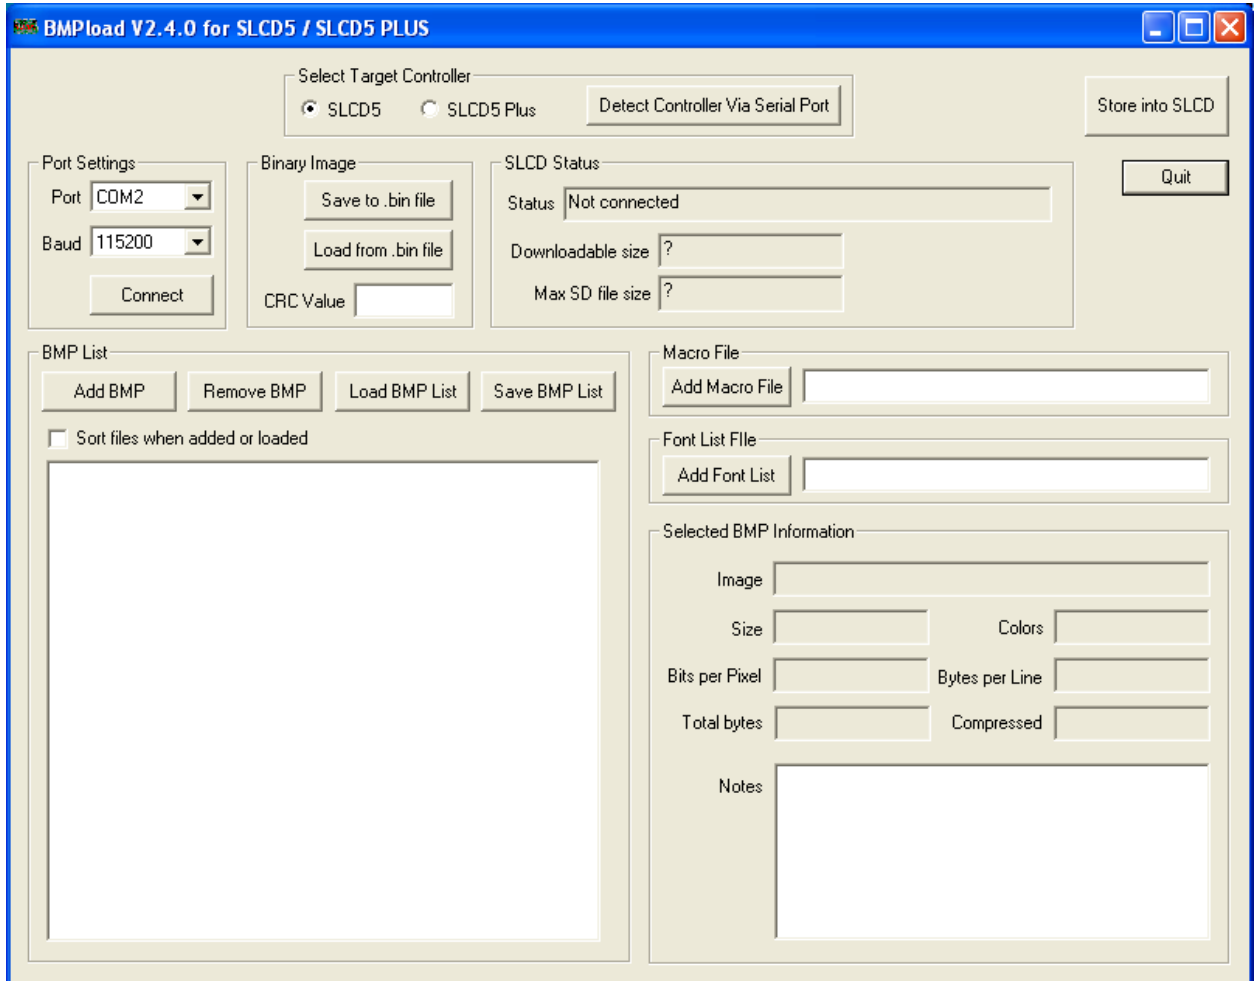 BMPload V2.4.0 for SLCD5 / SLCD5 PLUS
Select Target Controller
SLCD5
SLCD5 Plus
Detect Controller Via Serial Port
Store into SLCD
Port Settings
Port COM2
Baud 115200
Connect
Binary Image
Save to .bin file
Load from .bin file
CRC Value
SLCD Status
Status Not connected
Downloadable size ?
Max SD file size ?
Quit
BMP List
Add BMP
Remove BMP
Load BMP List
Save BMP List
Sort files when added or loaded
Macro File
Add Macro File
Font List FIle
Add Font List
Selected BMP Information
Image
Size
Colors
Bits per Pixel
Bytes per Line
Total bytes
Compressed
Notes